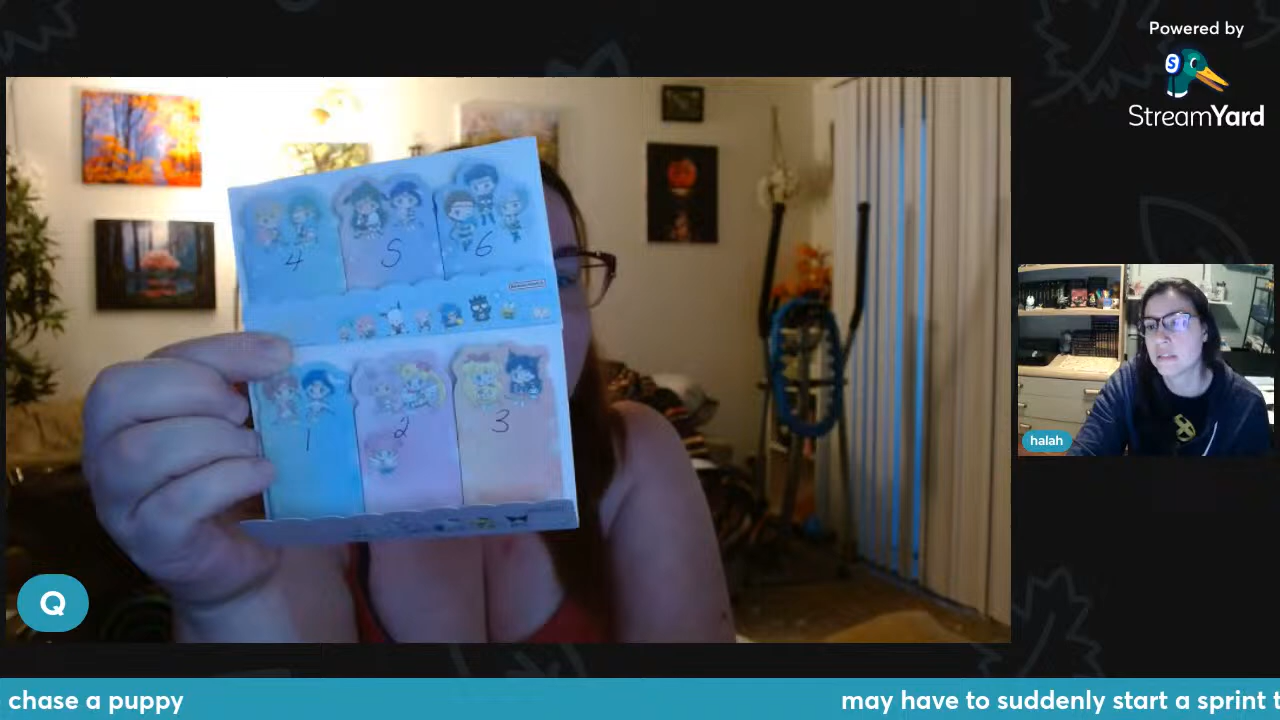 Powered by
StreamYard
4 5 6
1 2 3
halah
Q
chase a puppy
may have to suddenly start a sprint t